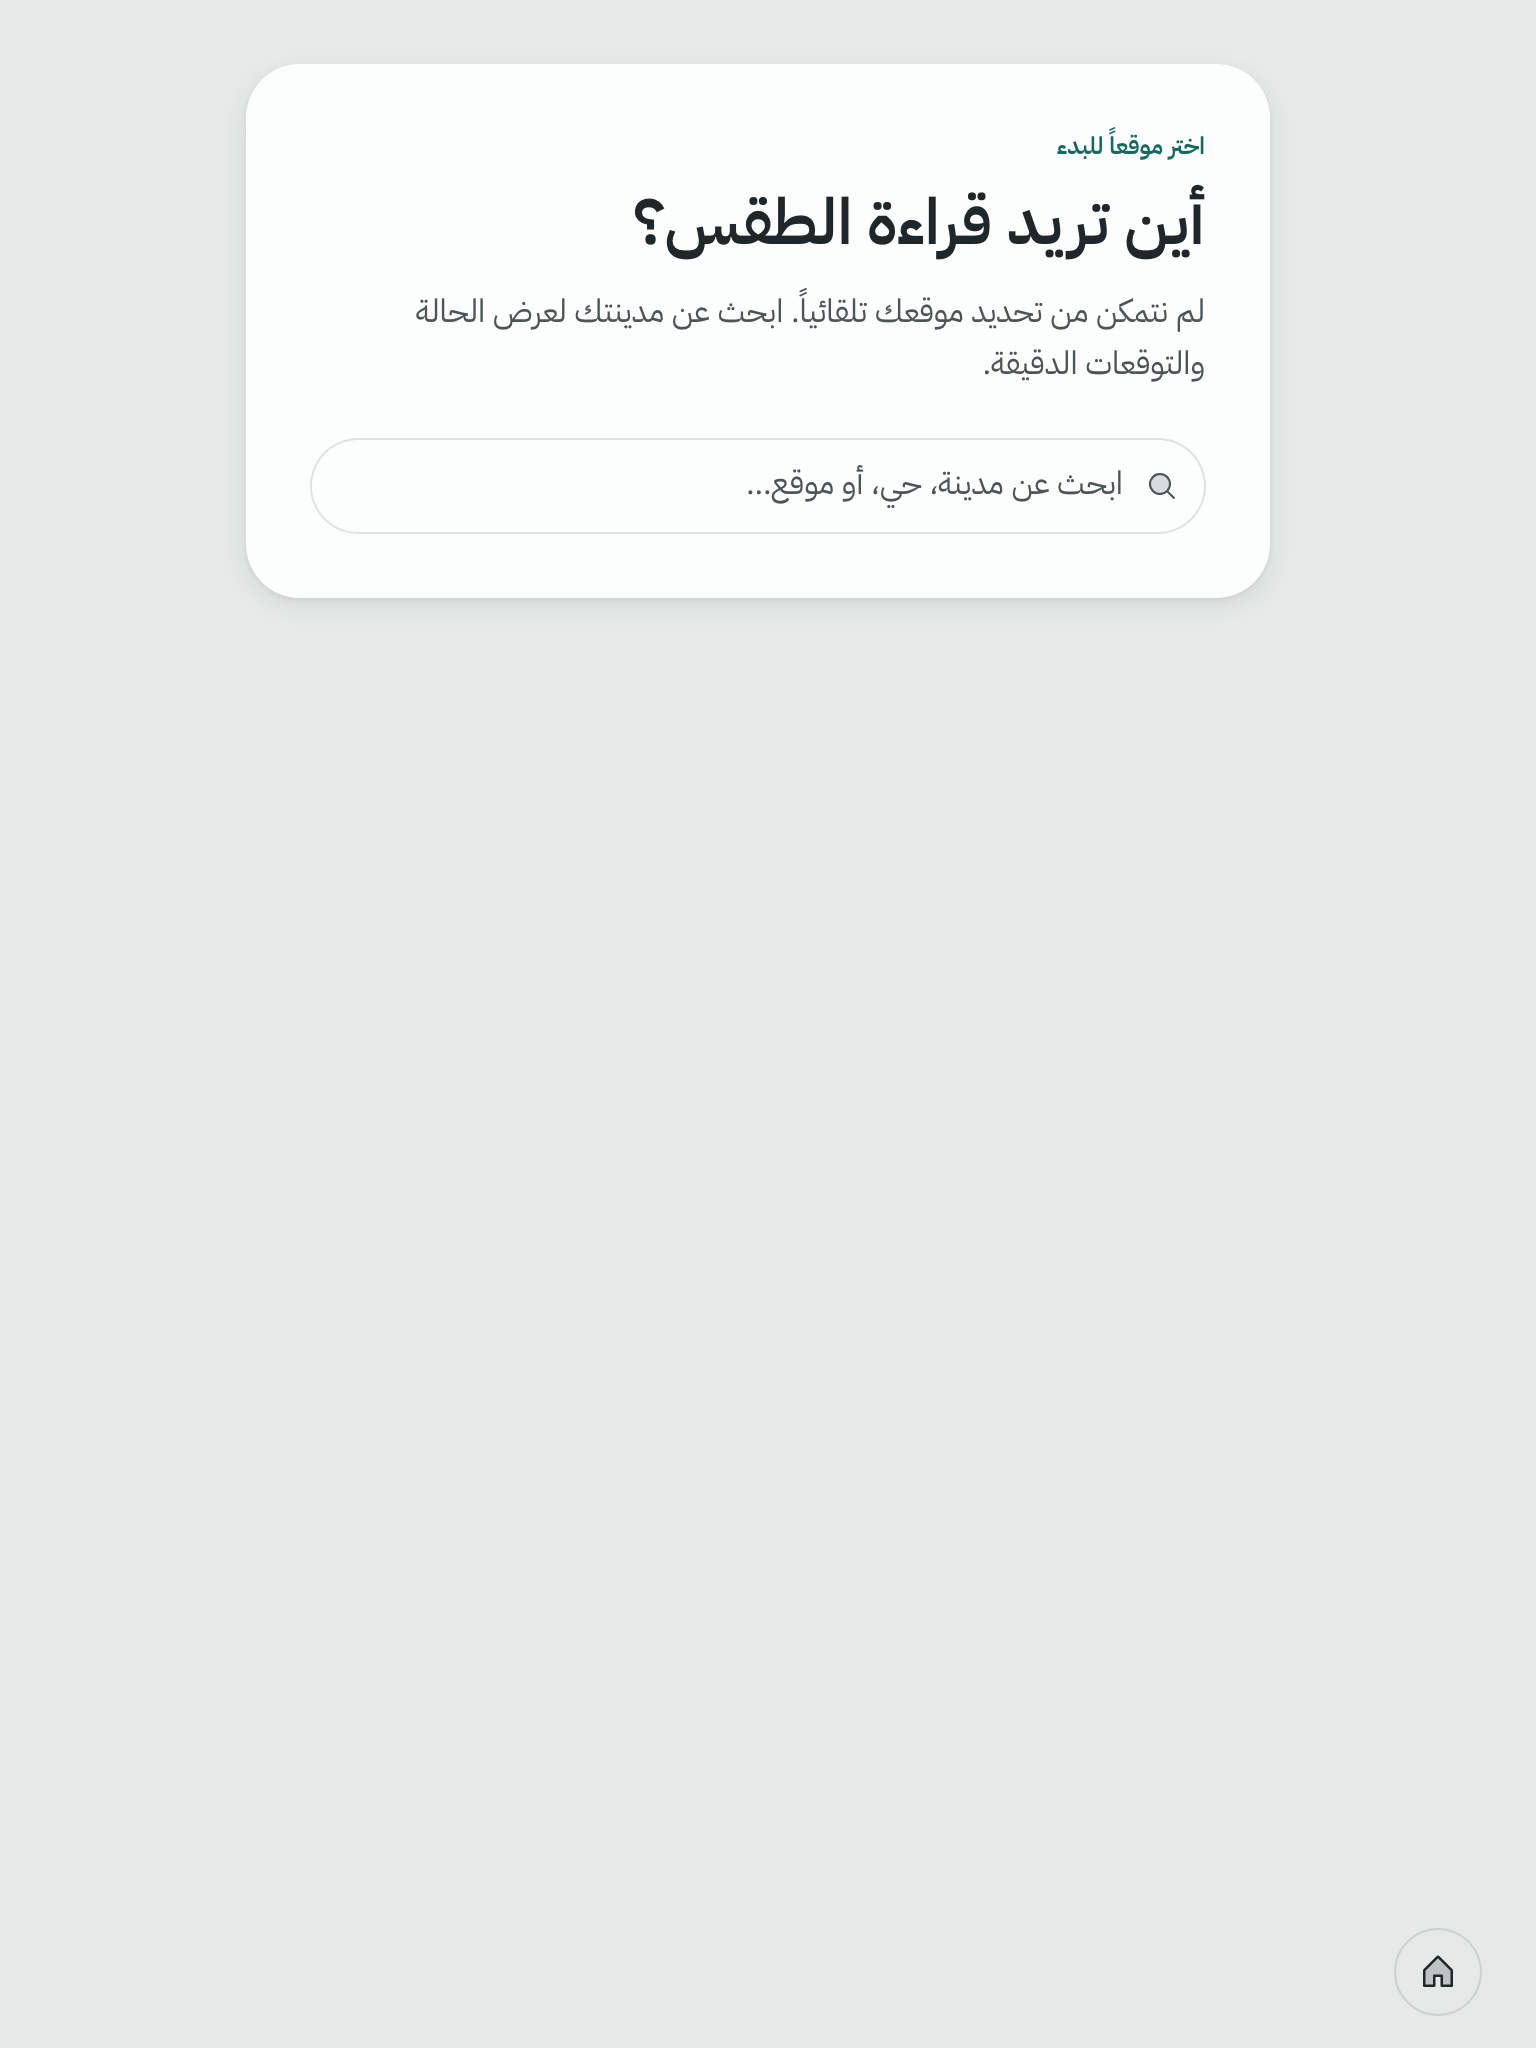 اختر موقعاً للبدء
أين تريد قراءة الطقس؟
لم نتمكن من تحديد موقعك تلقائياً. ابحث عن مدينتك لعرض الحالة
والتوقعات الدقيقة.
ابحث عن مدينة، حي، أو موقع...